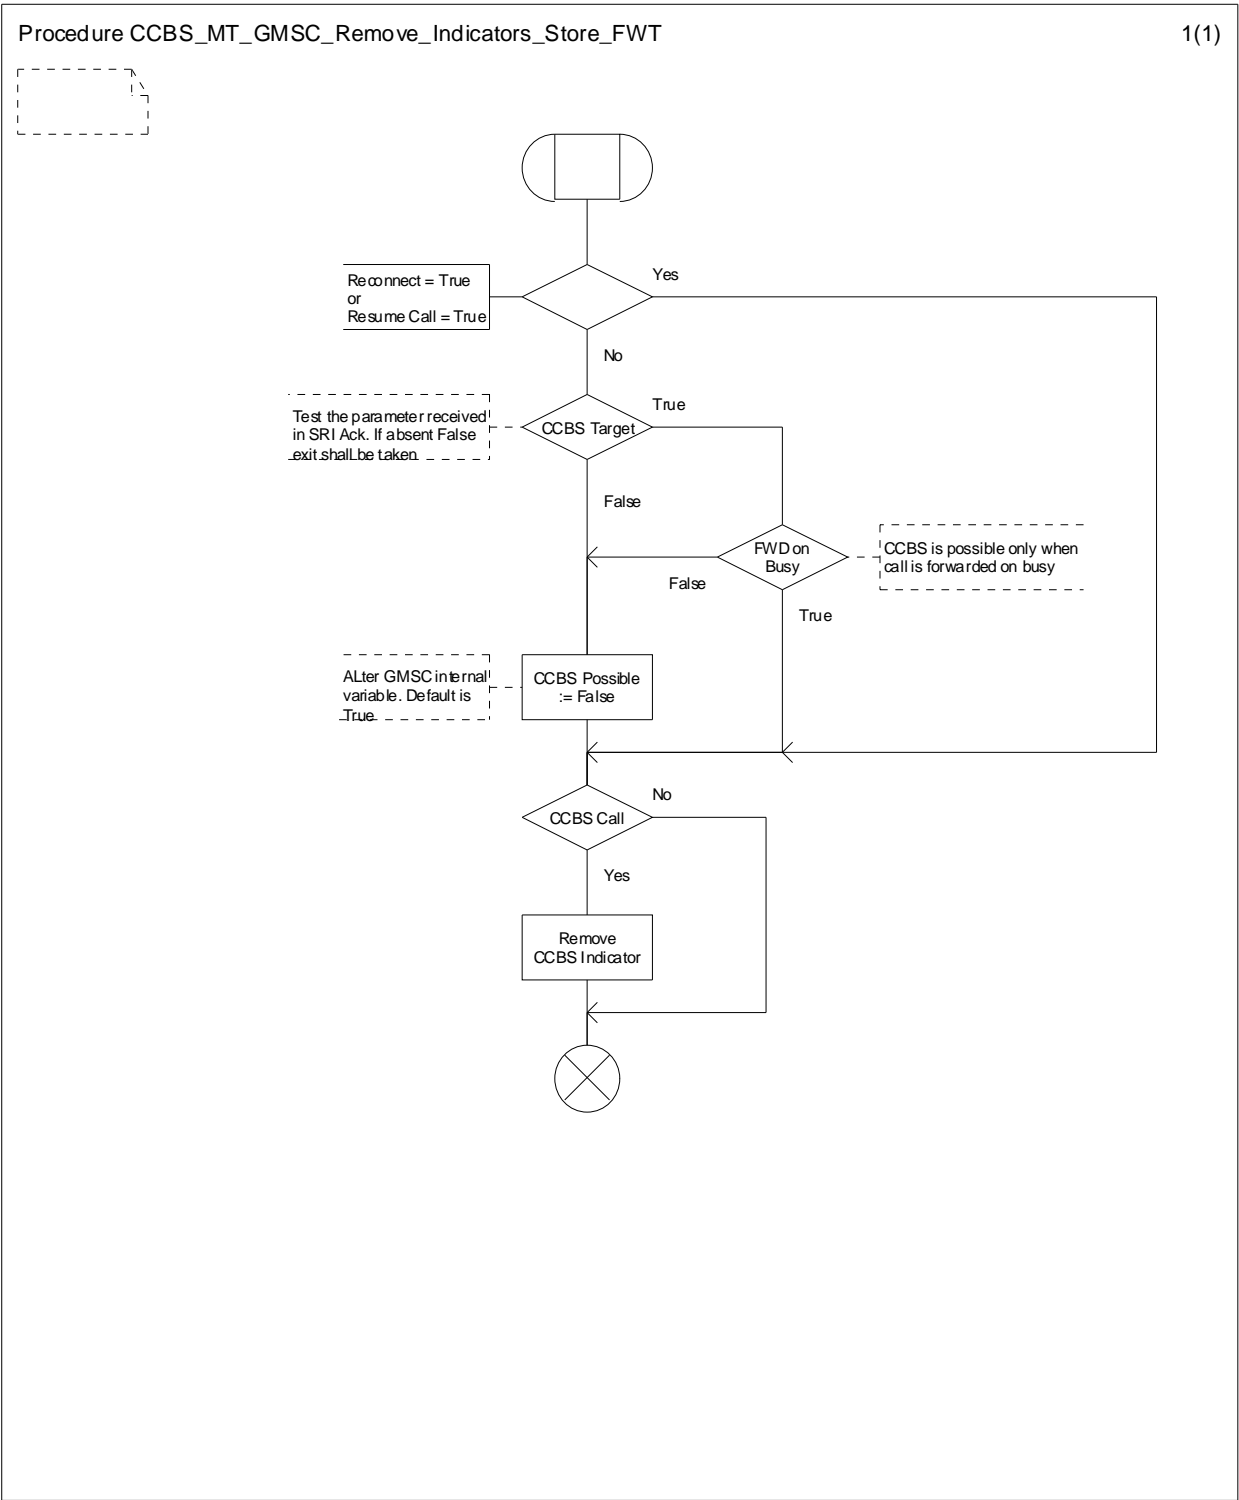 Procedure CCBS_MT_GMSC_Remove_Indicators_Store_FWT
1(1)
Reconnect = True
or
Resume Call = True
Yes
No
Test the parameter received
in SRI Ack. If absent False
exit shall be taken
CCBS Target
True
False
FWD on
Busy
CCBS is possible only when
call is forwarded on busy
False
True
ALter GMSC internal
variable. Default is
True
CCBS Possible
:= False
CCBS Call
No
Yes
Remove
CCBS Indicator